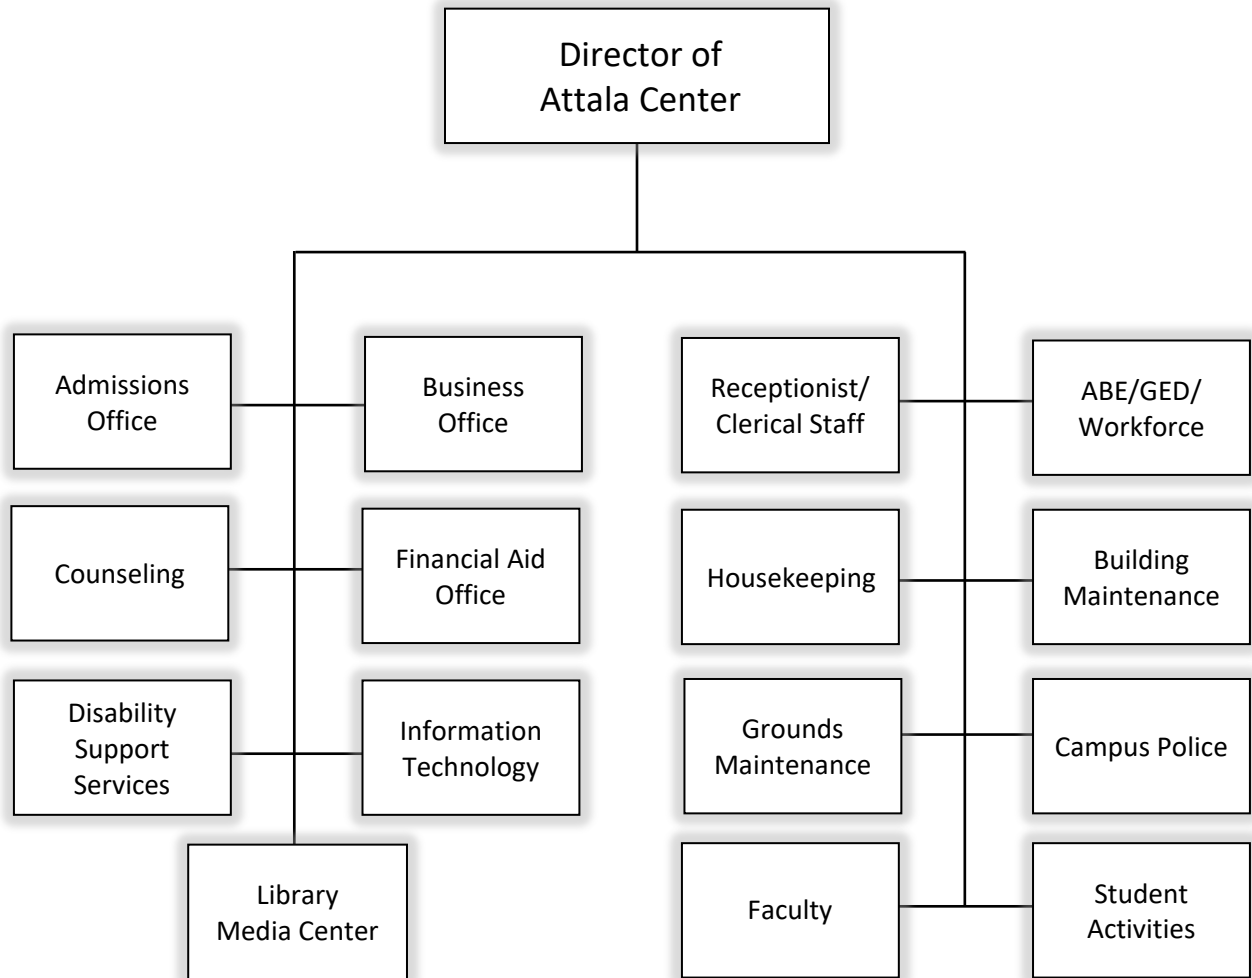 Director of
Attala Center
Admissions
Office
Business
Office
Receptionist/
Clerical Staff
ABE/GED/
Workforce
Counseling
Financial Aid
Office
Housekeeping
Building
Maintenance
Disability
Support
Services
Information
Technology
Grounds
Maintenance
Campus Police
Library
Media Center
Faculty
Student
Activities